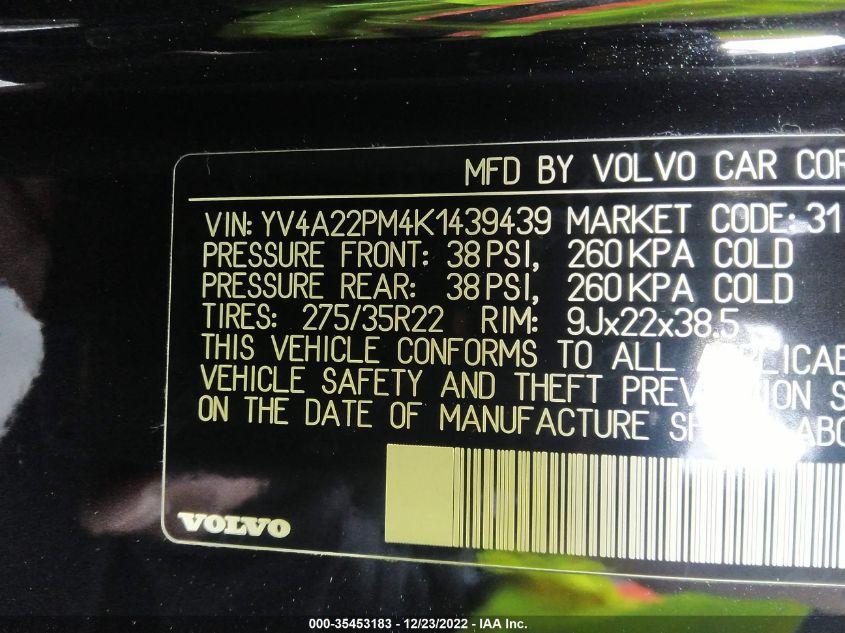 MFD BY VOLVO CAR COR
VIN: YV4A22PM4K1439439 MARKET CODE: 31
PRESSURE FRONT: 38 PSI, 260 KPA COLD
PRESSURE REAR: 38 PSI, 260 KPA COLD
TIRES: 275/35R22 RIM: 9Jx22x38.5
THIS VEHICLE CONFORMS TO ALL
VEHICLE SAFETY AND THEFT
ON THE DATE OF MANUFACTURE
VOLVO
000-35453183 - 12/23/2022 - IAA Inc.